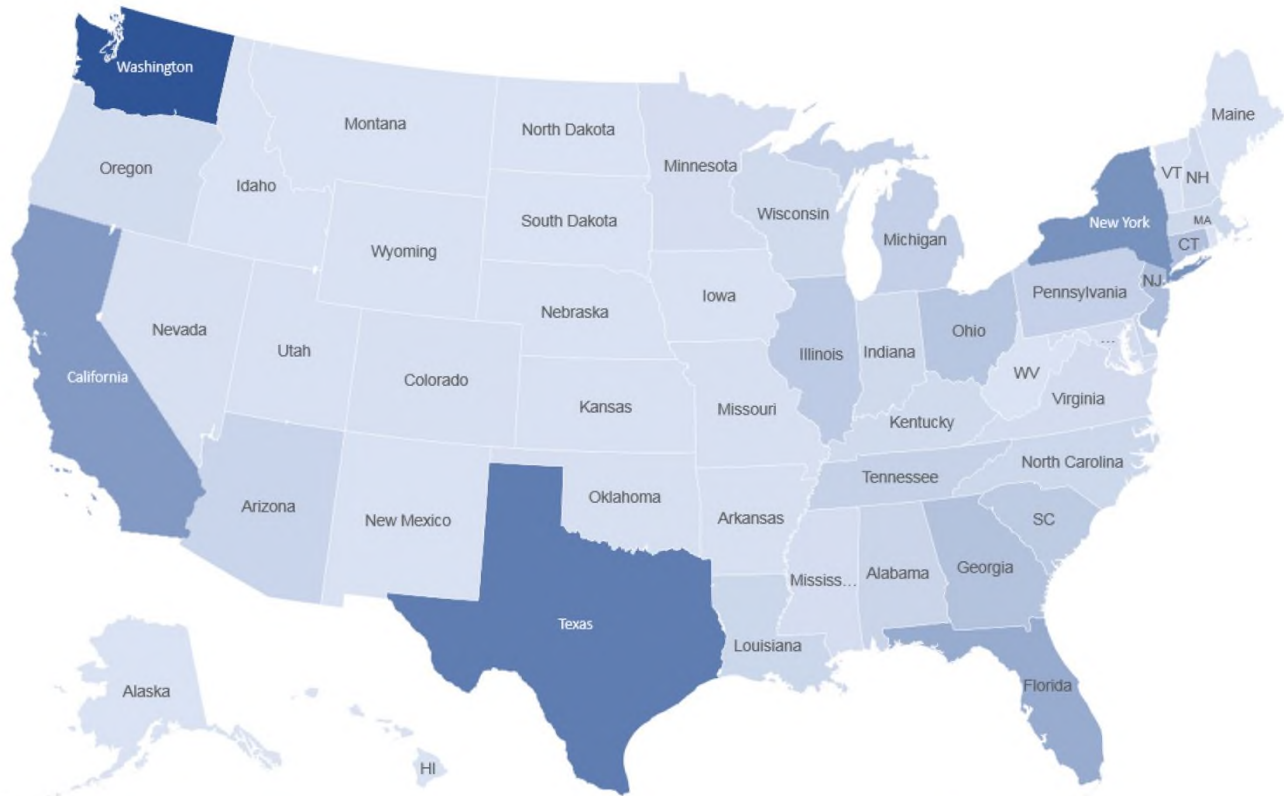 Washington
Montana
North Dakota
Minnesota
Maine
Oregon
Idaho
VT
NH
South Dakota
Wisconsin
New York
MA
Wyoming
Michigan
CT
NJ
Pennsylvania
Iowa
Nebraska
Nevada
Ohio
...
Utah
Illinois
Indiana
California
Colorado
WV
Virginia
Kansas
Missouri
Kentucky
North Carolina
Tennessee
Arizona
Oklahoma
New Mexico
Arkansas
SC
Georgia
Mississ...
Alabama
Texas
Louisiana
Florida
Alaska
HI